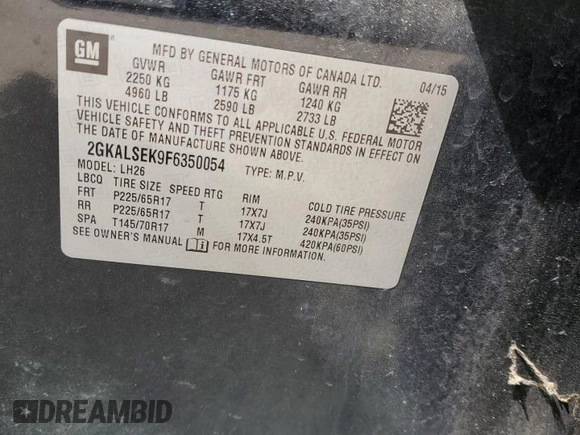 GM
MFD BY GENERAL MOTORS OF CANADA LTD.
04/15
GVWR GAWR FRT GAWR RR
2250 KG 1175 KG 1240 KG
4960 LB 2590 LB 2733 LB
THIS VEHICLE CONFORMS TO ALL APPLICABLE U.S. FEDERAL MOTOR
VEHICLE SAFETY AND THEFT PREVENTION STANDARDS IN EFFECT ON
THE DATE OF MANUFACTURE SHOWN ABOVE.
2GKALSEK9F6350054 TYPE: M.P.V.
MODEL: LH26
LBCQ TIRE SIZE SPEED RTG RIM COLD TIRE PRESSURE
FRT P225/65R17 T 17X7J 240KPA(35PSI)
RR P225/65R17 T 17X7J 240KPA(35PSI)
SPA T145/70R17 M 17X4.5T 420KPA(60PSI)
SEE OWNER'S MANUAL FOR MORE INFORMATION.
DREAMBID